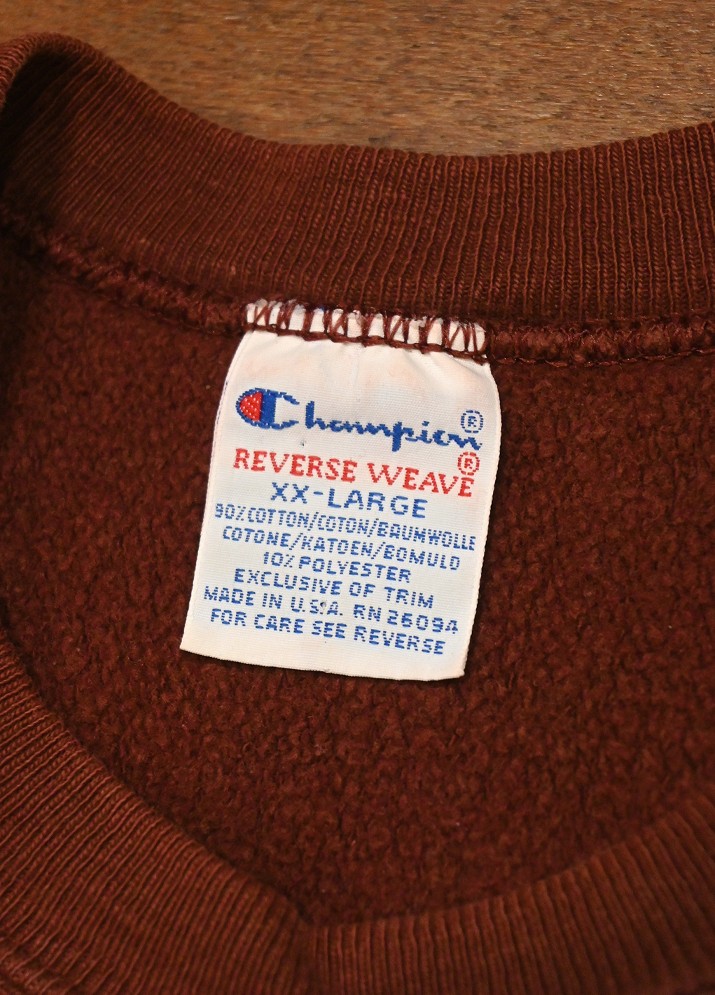 Champion®
REVERSE WEAVE®
XX-LARGE
90% COTTON/COTON/BAUMWOLLE
COTONE/KATOEN/BOMULD
10% POLYESTER
EXCLUSIVE OF TRIM
MADE IN U.S.A. RN 26094
FOR CARE SEE REVERSE